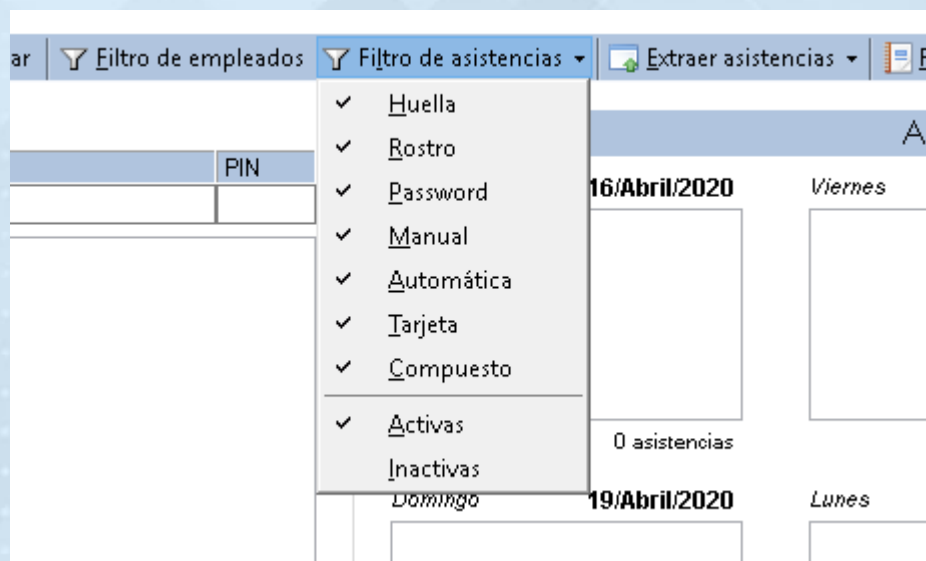 ar Filtro de empleados Filtro de asistencias Extraer asistencias
Huella
A
Rostro
PIN
Password 16/Abril/2020 Viernes
Manual
Automática
Tarjeta
Compuesto
Activas
0 asistencias
Inactivas
Domingo 19/Abril/2020 Lunes